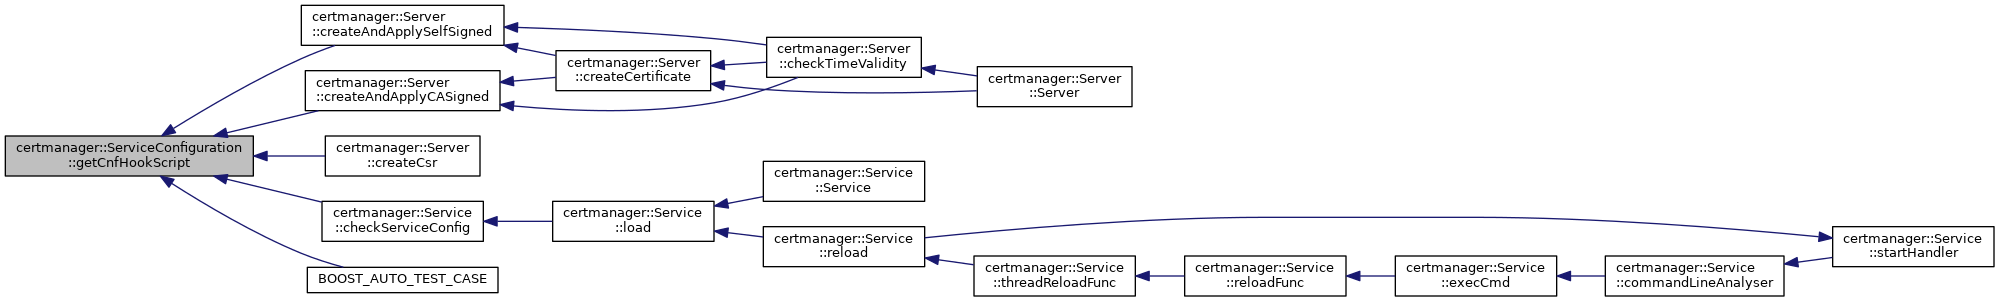 certmanager::Server
::createAndApplySelfSigned
certmanager::Server
::createAndApplyCASigned
certmanager::Server
::createCertificate
certmanager::Server
::checkTimeValidity
certmanager::Server
::Server
certmanager::ServiceConfiguration
::getCnfHookScript
certmanager::Server
::createCsr
certmanager::Service
::checkServiceConfig
BOOST_AUTO_TEST_CASE
certmanager::Service
::load
certmanager::Service
::Service
certmanager::Service
::reload
certmanager::Service
::threadReloadFunc
certmanager::Service
::reloadFunc
certmanager::Service
::execCmd
certmanager::Service
::commandLineAnalyser
certmanager::Service
::startHandler